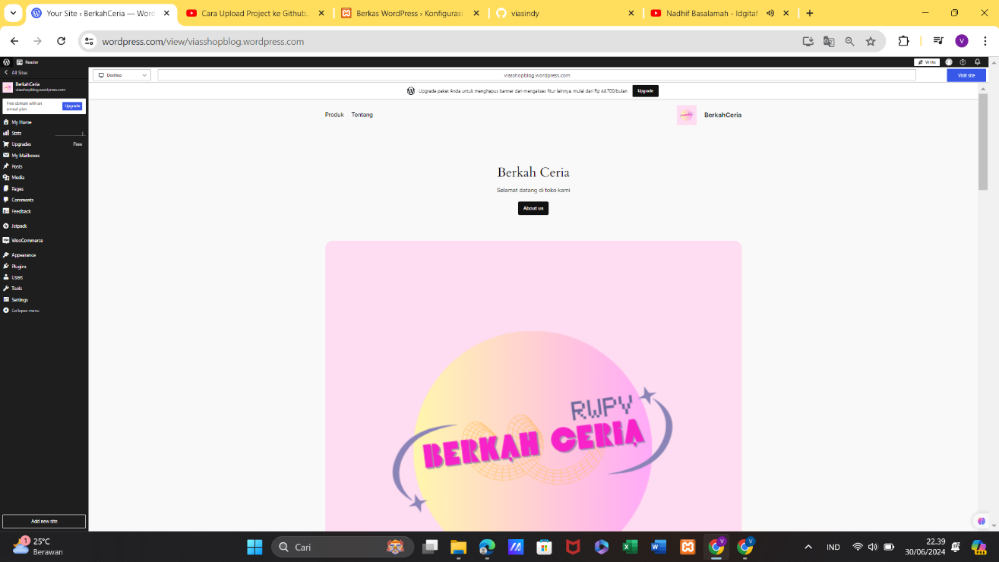 Your Site ‹ BerkahCeria — Word
Cara Upload Project ke Github.
Berkas WordPress › Konfigurasi
viasindy
Nadhif Basalamah - Idgitaf
wordpress.com/view/viasshopblog.wordpress.com
V
Reader
Write
All Sites
BerkahCeria
viasshopblog.wordpress.com
Free domain with an
annual plan
Upgrade
My Home
Stats
Upgrades
Free
My Mailboxes
Posts
Media
Pages
Comments
Feedback
Jetpack
WooCommerce
Appearance
Plugins
Users
Tools
Settings
Collapse menu
Add new site
Desktop
viasshopblog.wordpress.com
Visit site
Upgrade paket Anda untuk menghapus banner dan mengakses fitur lainnya, mulai dari Rp 44.700/bulan
Upgrade
Produk
Tentang
BerkahCeria
Berkah Ceria
Selamat datang di toko kami
About us
RWPV
BERKAH CERIA
1
25°C
Berawan
Cari
IND
22.39
30/06/2024